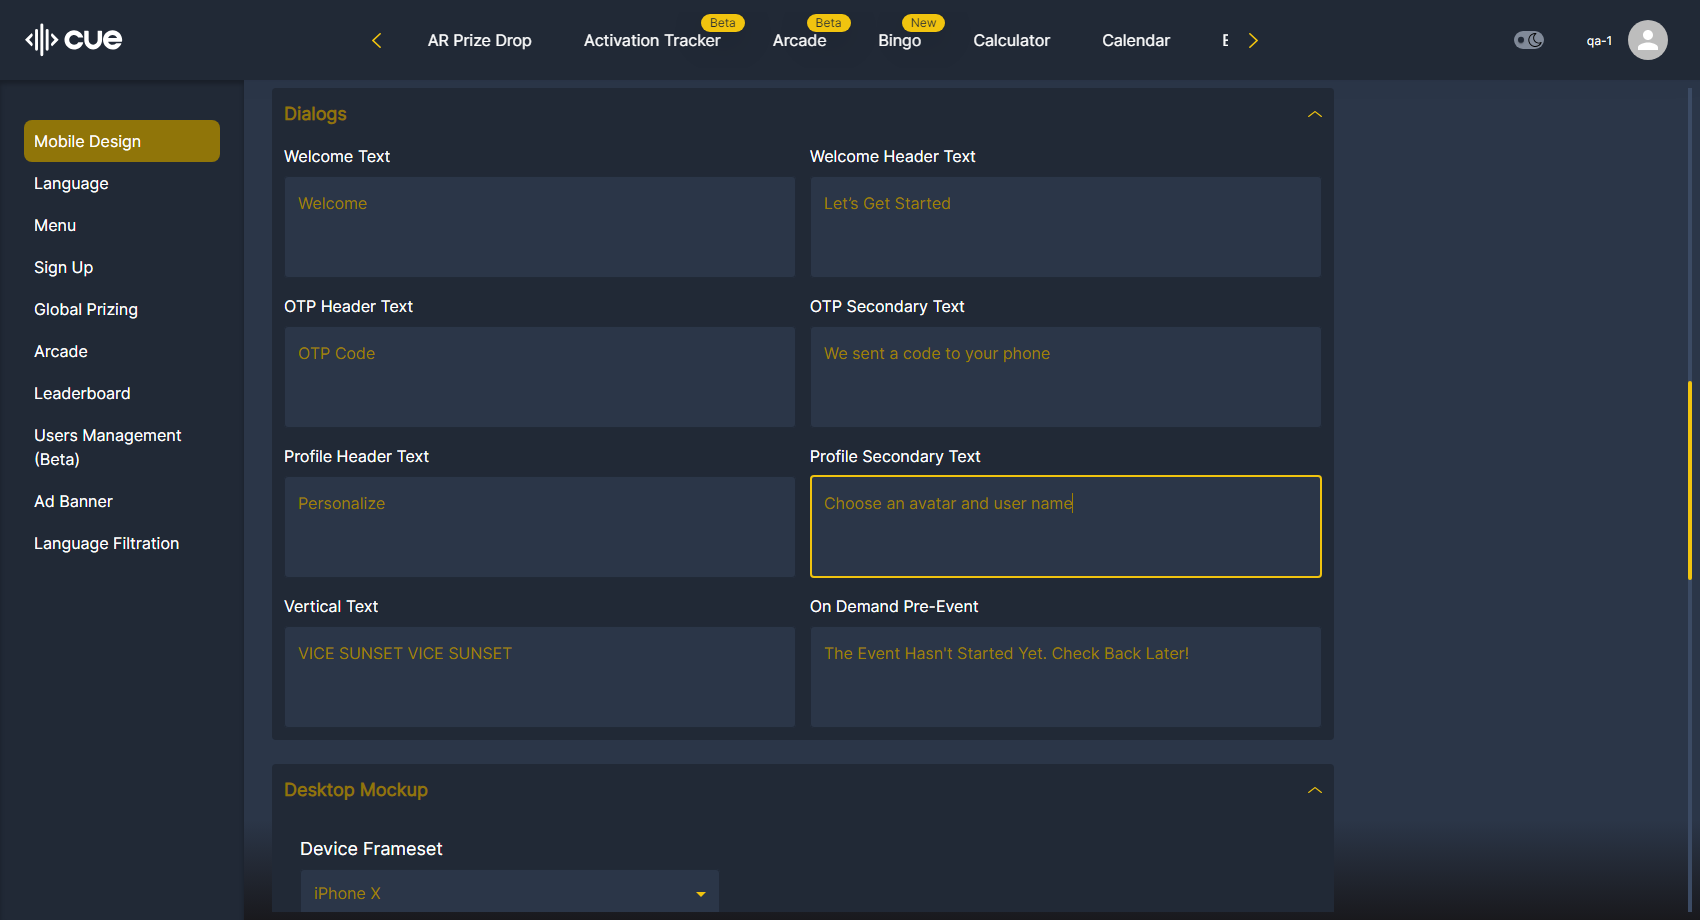 cue
AR Prize Drop
Activation Tracker
Beta
Arcade
Beta
Bingo
New
Calculator
Calendar
qa-1
Mobile Design
Language
Menu
Sign Up
Global Prizing
Arcade
Leaderboard
Users Management
(Beta)
Ad Banner
Language Filtration
Dialogs
Welcome Text
Welcome
Welcome Header Text
Let’s Get Started
OTP Header Text
OTP Code
OTP Secondary Text
We sent a code to your phone
Profile Header Text
Personalize
Profile Secondary Text
Choose an avatar and user name
Vertical Text
VICE SUNSET VICE SUNSET
On Demand Pre-Event
The Event Hasn't Started Yet. Check Back Later!
Desktop Mockup
Device Frameset
iPhone X